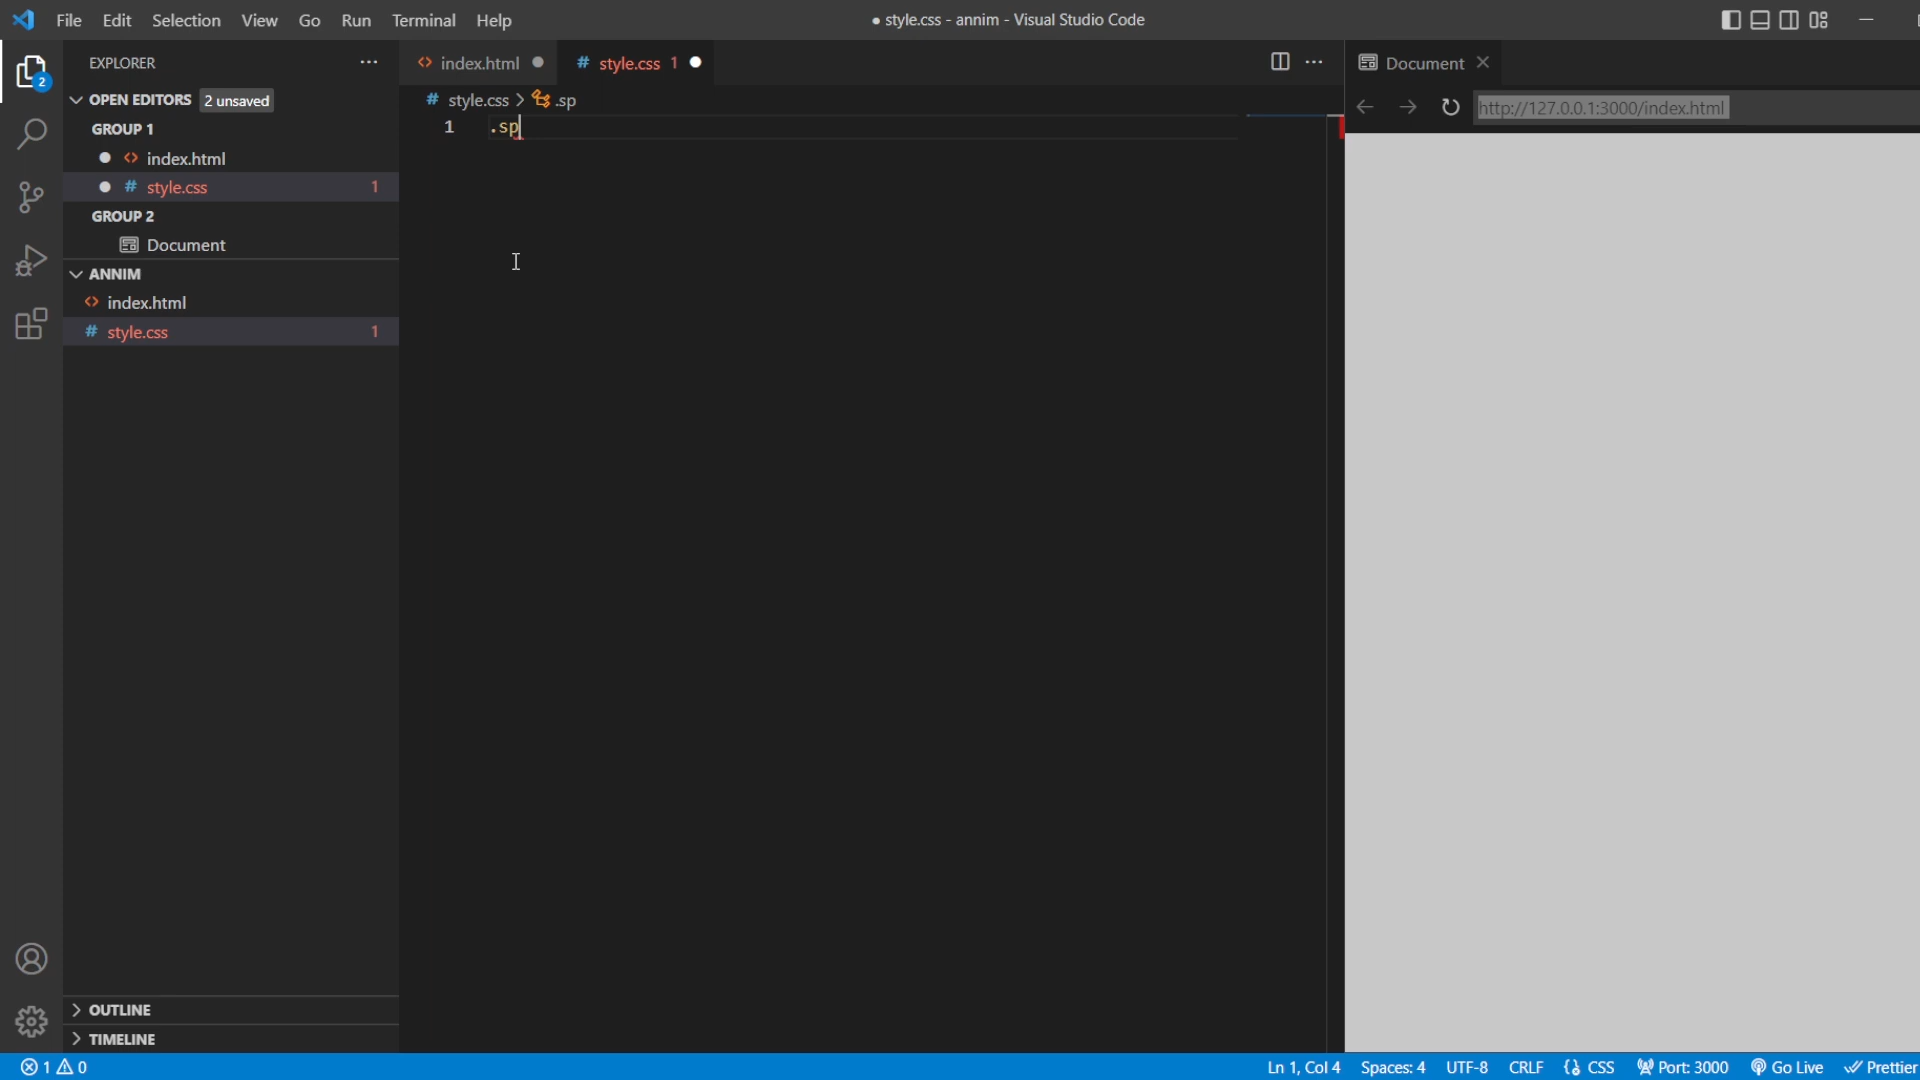 File Edit Selection View Go Run Terminal Help
● style.css - annim - Visual Studio Code
2
EXPLORER
OPEN EDITORS 2 unsaved
GROUP 1
index.html
style.css 1
GROUP 2
Document
ANNIM
index.html
style.css 1
OUTLINE
TIMELINE
index.html
# style.css 1
# style.css > .sp
1 .sp
Document
http://127.0.0.1:3000/index.html
1 0
Ln 1, Col 4 Spaces: 4 UTF-8 CRLF {} CSS Port: 3000 Go Live Prettier